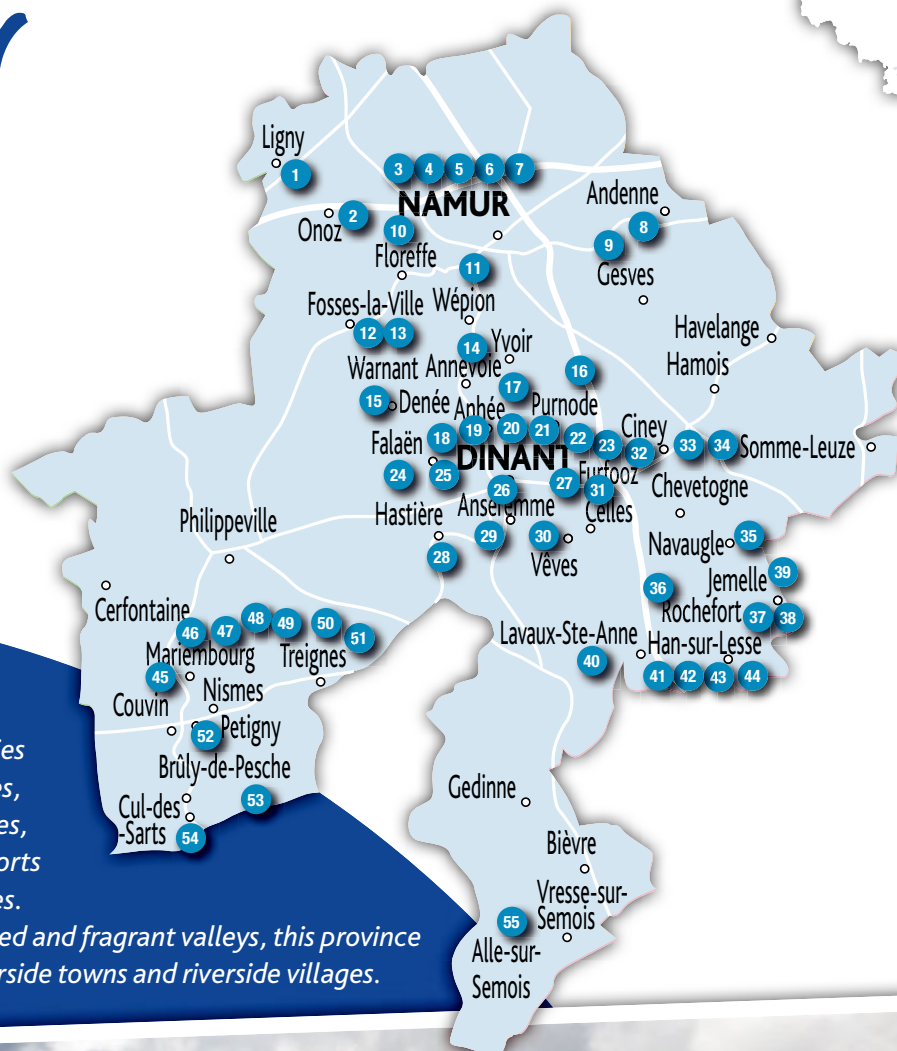 Ligny
1
3 4 5 6 7
NAMUR
Andenne
Onoz 2
10
8
9
Floreffe
Gesves
11
Fosses-la-Ville
Wépion
12 13
Havelange
14
Yvoir
Hamois
Warnant
Annevoie
16
17
15
Denée
Anhée
Purnode
Falaën
18 19 20 21 22 23 32
Ciney
33 34
Somme-Leuze
DINANT
Furfooz
24 25
26
27
31
Chevetogne
Hastière
Anseremme
Celles
Philippeville
28
29
30
Vêves
Navaugle 35
Jemelle 39
36
Rochefort 37 38
Cerfontaine
46 47 48 49 50 51
Mariembourg
Treignes
Lavaux-Ste-Anne
40
Han-sur-Lesse
41 42 43 44
45
Nismes
Couvin
52 Petigny
Brûly-de-Pesche
53
Cul-des
-Sarts
54
Gedinne
Bièvre
Vresse-sur-
Semois
55
Alle-sur-
Semois
ies
es,
es,
orts
es.
ed and fragrant valleys, this province
rside towns and riverside villages.